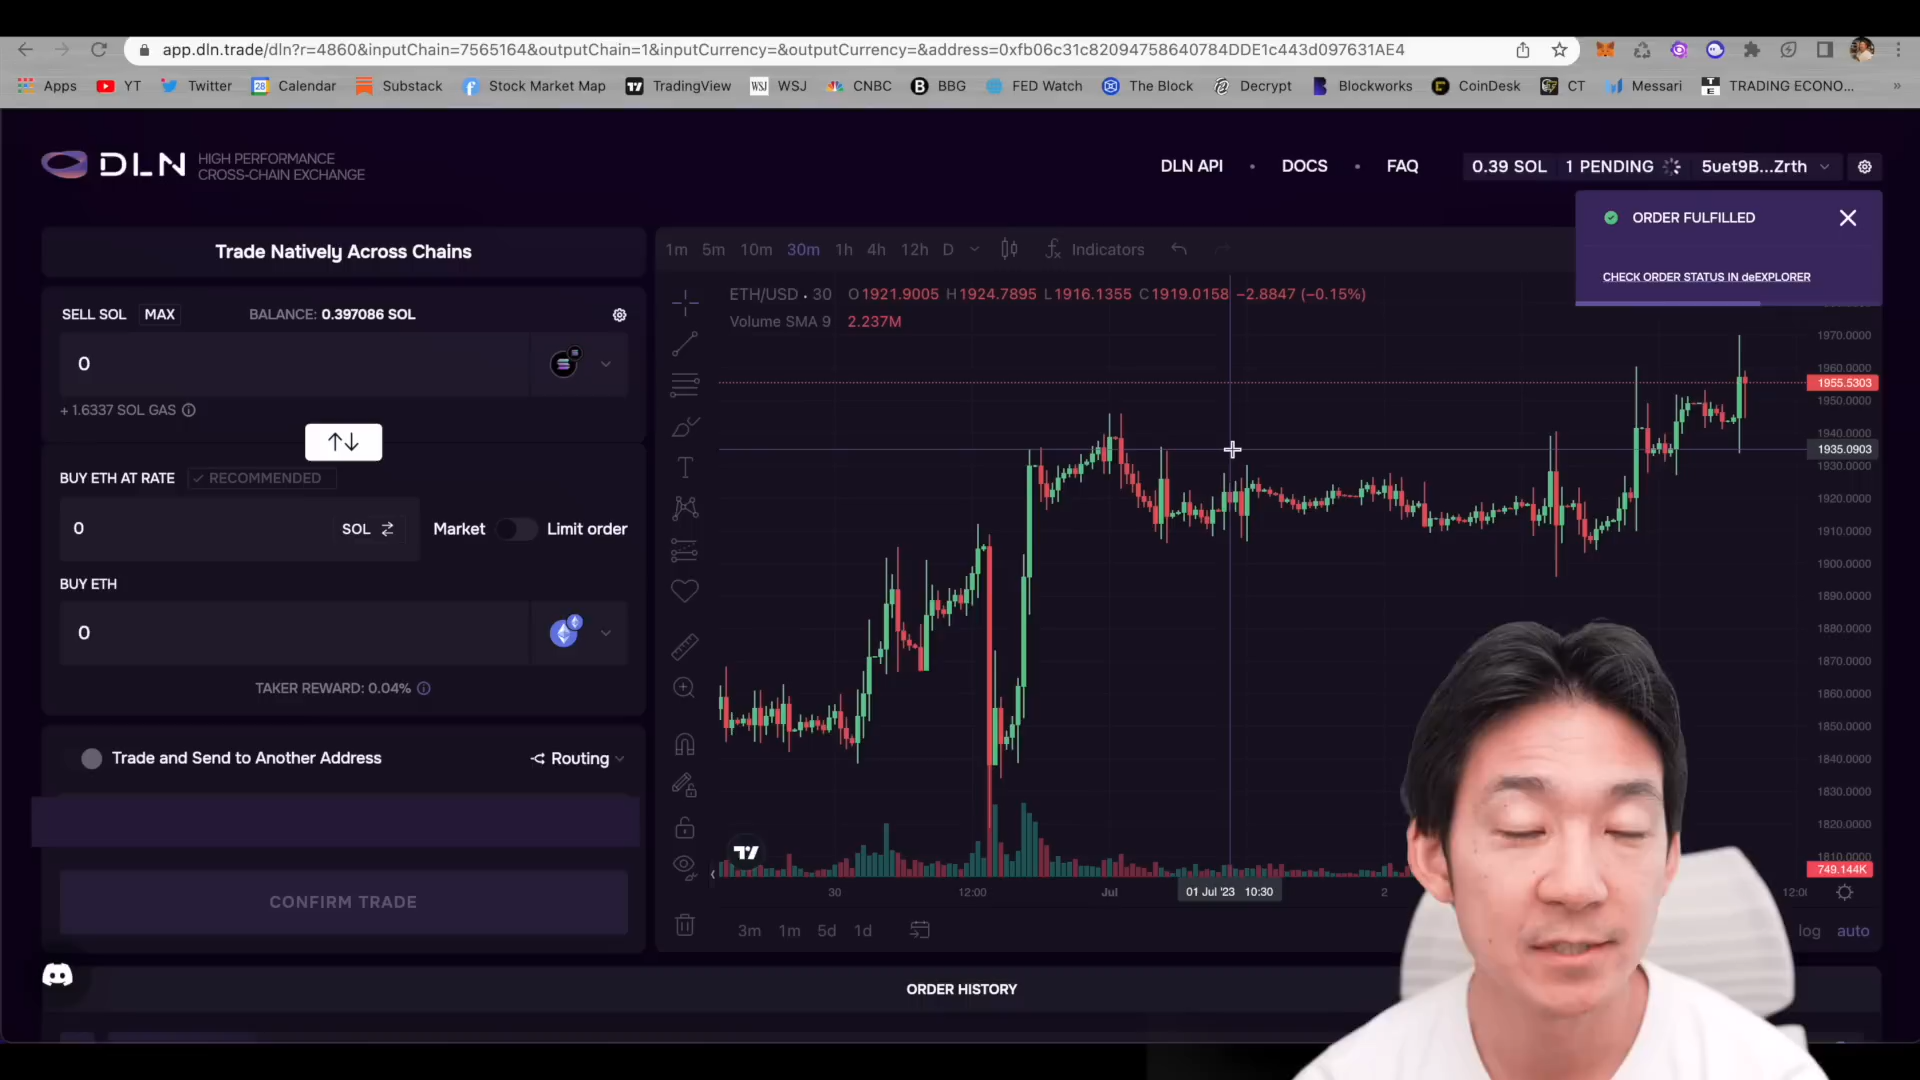 app.dln.trade/dln?r=4860&inputChain=7565164&outputChain=1&inputCurrency=&outputCurrency=&address=0xfb06c31c82094758640784DDE1c443d097631AE4
Apps YT Twitter 28 Calendar Substack Stock Market Map TradingView WSJ WSJ CNBC B BBG FED Watch The Block Decrypt Blockworks CoinDesk CT Messari TE TRADING ECONO... »
DLN HIGH PERFORMANCE
CROSS-CHAIN EXCHANGE
DLN API • DOCS • FAQ
0.39 SOL 1 PENDING 5uet9B...Zrth
ORDER FULFILLED
CHECK ORDER STATUS IN deEXPLORER
Trade Natively Across Chains
SELL SOL MAX BALANCE: 0.397086 SOL
0
+ 1.6337 SOL GAS
BUY ETH AT RATE RECOMMENDED
0 SOL Market Limit order
BUY ETH
0
TAKER REWARD: 0.04%
Trade and Send to Another Address Routing
CONFIRM TRADE
1m 5m 10m 30m 1h 4h 12h D Indicators
ETH/USD • 30 O1921.9005 H1924.7895 L1916.1355 C1919.0158 −2.8847 (−0.15%)
Volume SMA 9 2.237M
1970.0000
1960.0000
1955.5303
1950.0000
1940.0000
1935.0903
1930.0000
1920.0000
1910.0000
1900.0000
1890.0000
1880.0000
1870.0000
1860.0000
1850.0000
1840.0000
1830.0000
1820.0000
1810.0000
749.144K
30 12:00 Jul 01 Jul '23 10:30 2 12:00
3m 1m 5d 1d
log auto
ORDER HISTORY